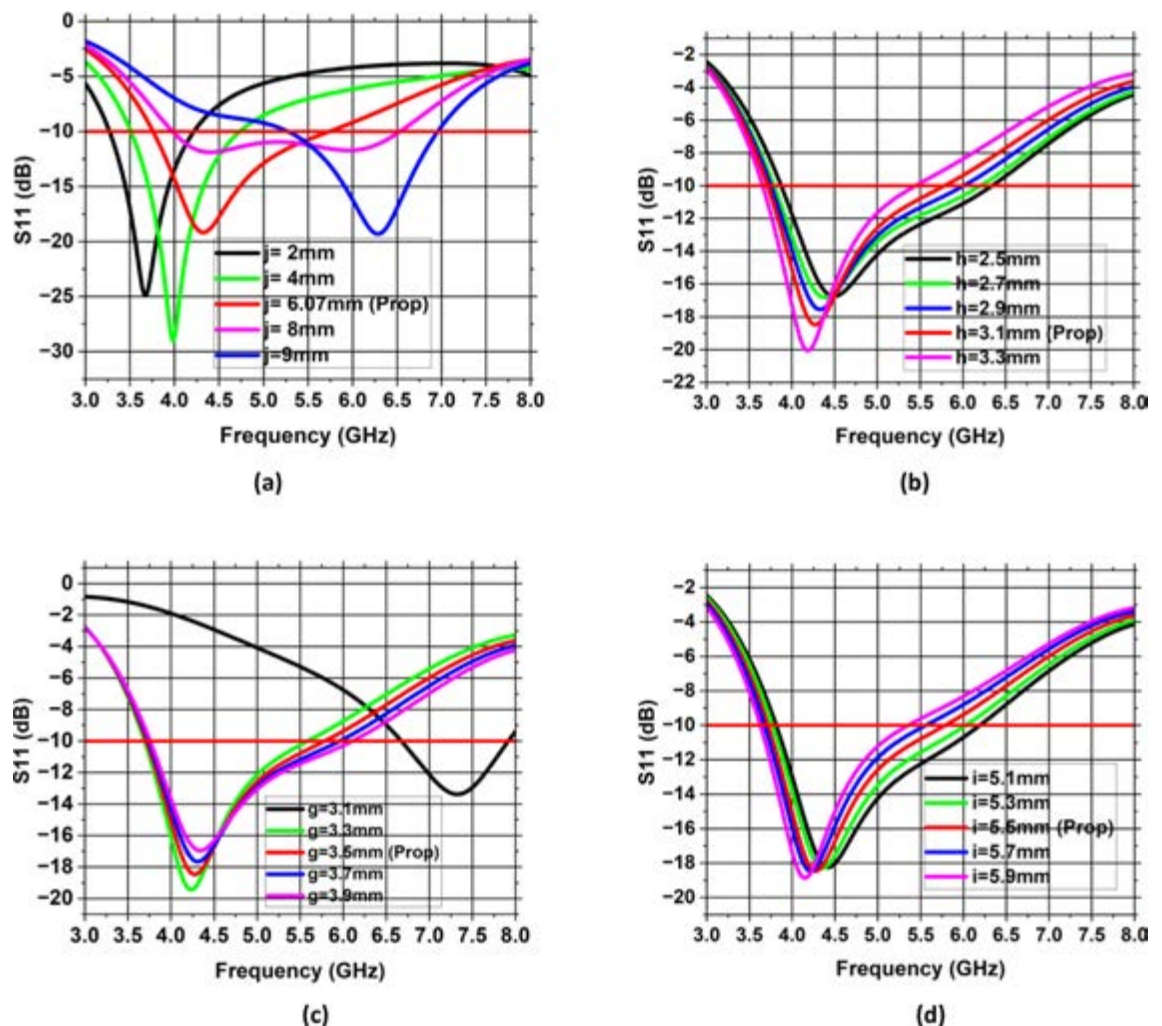 0
−5
−10
−15
−20
−25
−30
S11 (dB)
j= 2mm
j= 4mm
j= 6.07mm (Prop)
j= 8mm
j=9mm
3.0 3.5 4.0 4.5 5.0 5.5 6.0 6.5 7.0 7.5 8.0
Frequency (GHz)
(a)
−2
−4
−6
−8
−10
−12
−14
−16
−18
−20
−22
S11 (dB)
h=2.5mm
h=2.7mm
h=2.9mm
h=3.1mm (Prop)
h=3.3mm
3.0 3.5 4.0 4.5 5.0 5.5 6.0 6.5 7.0 7.5 8.0
Frequency (GHz)
(b)
0
−2
−4
−6
−8
−10
−12
−14
−16
−18
−20
S11 (dB)
g=3.1mm
g=3.3mm
g=3.5mm (Prop)
g=3.7mm
g=3.9mm
3.0 3.5 4.0 4.5 5.0 5.5 6.0 6.5 7.0 7.5 8.0
Frequency (GHz)
(c)
−2
−4
−6
−8
−10
−12
−14
−16
−18
−20
S11 (dB)
i=5.1mm
i=5.3mm
i=5.5mm (Prop)
i=5.7mm
i=5.9mm
3.0 3.5 4.0 4.5 5.0 5.5 6.0 6.5 7.0 7.5 8.0
Frequency (GHz)
(d)